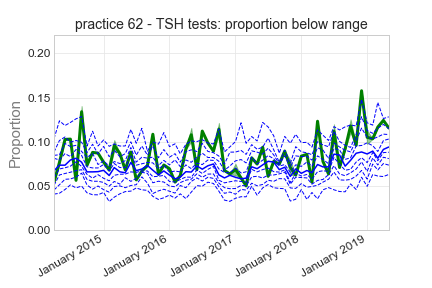 practice 62 - TSH tests: proportion below range
Proportion
0.20
0.15
0.10
0.05
0.00
January 2015
January 2016
January 2017
January 2018
January 2019